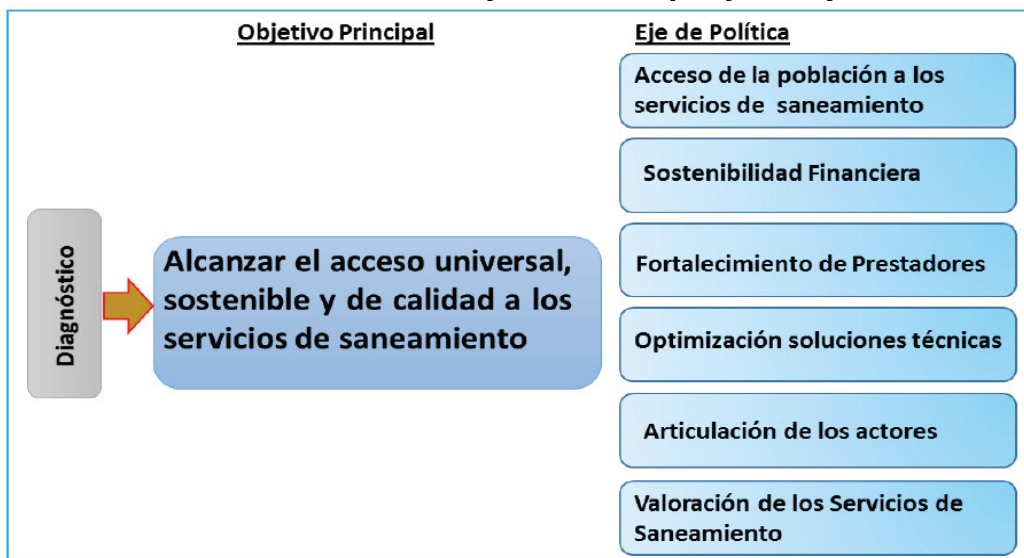 Objetivo Principal
Eje de Política
Diagnóstico
Alcanzar el acceso universal,
sostenible y de calidad a los
servicios de saneamiento
Acceso de la población a los
servicios de saneamiento
Sostenibilidad Financiera
Fortalecimiento de Prestadores
Optimización soluciones técnicas
Articulación de los actores
Valoración de los Servicios de
Saneamiento